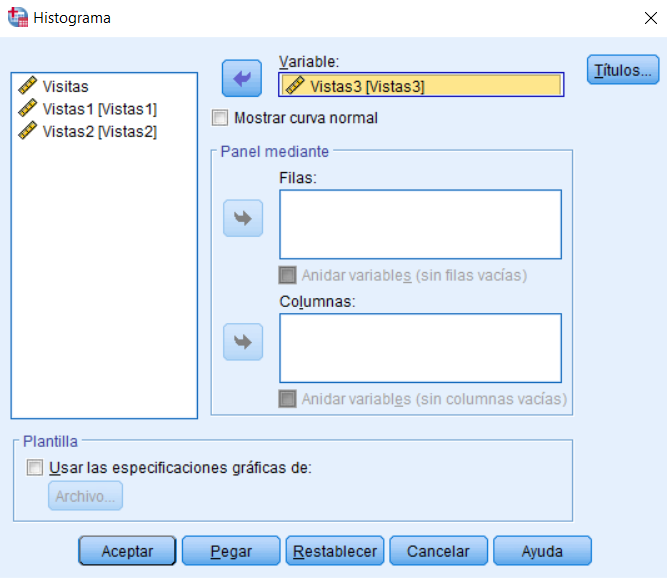 Histograma
Visitas
Vistas1 [Vistas1]
Vistas2 [Vistas2]
Variable:
Vistas3 [Vistas3]
Títulos...
Mostrar curva normal
Panel mediante
Filas:
Anidar variables (sin filas vacías)
Columnas:
Anidar variables (sin columnas vacías)
Plantilla
Usar las especificaciones gráficas de:
Archivo...
Aceptar Pegar Restablecer Cancelar Ayuda